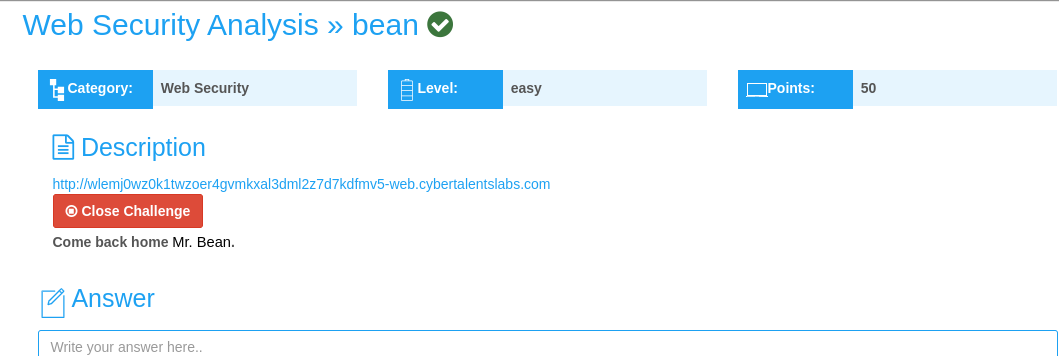 Web Security Analysis » bean
Category: Web Security Level: easy Points: 50
Description
http://wlemj0wz0k1twzoer4gvmkxal3dml2z7d7kdfmv5-web.cybertalentslabs.com
Close Challenge
Come back home Mr. Bean.
Answer
Write your answer here..